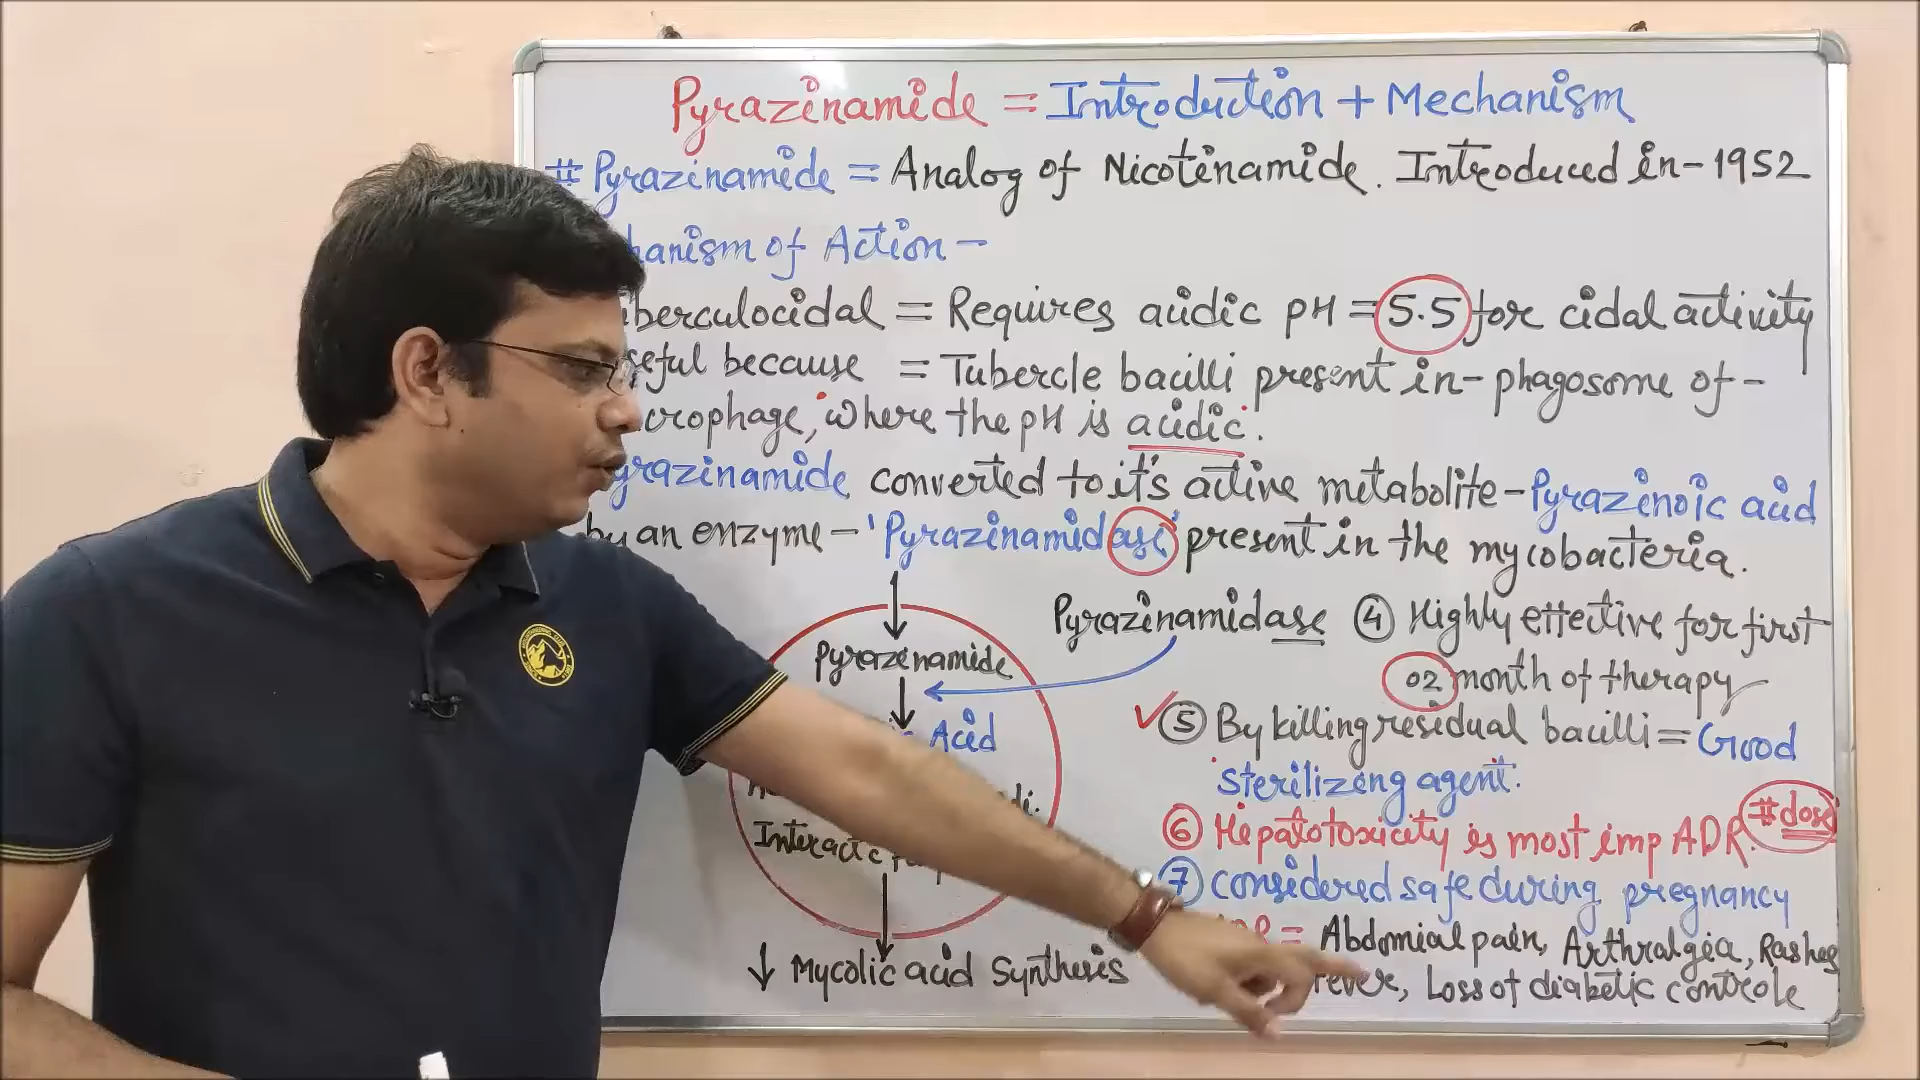 Pyrazinamide = Introduction + Mechanism
# Pyrazinamide = Analog of Nicotinamide. Introduced in - 1952
hanism of Action -
berculocidal = Requires acidic pH = 5.5 for cidal activity
seful because = Tubercle bacilli present in - phagosome of -
crophage, where the pH is acidic.
yrazinamide converted to it's active metabolite - Pyrazinoic acid
by an enzyme - 'Pyrazinamidase' present in the mycobacteria.
Pyrazinamide
Acid
di.
Interact
↓ Mycolic acid Synthesis
Pyrazinamidase
④ Highly effective for first
02 month of therapy
✓ ⑤ By killing residual bacilli = Good
sterilizing agent.
⑥ Hepatotoxicity is most imp ADR. #dose
⑦ considered safe during pregnancy
DR = Abdomial pain, Arthralgia, Rashes
Fever, Loss of diabetic controle